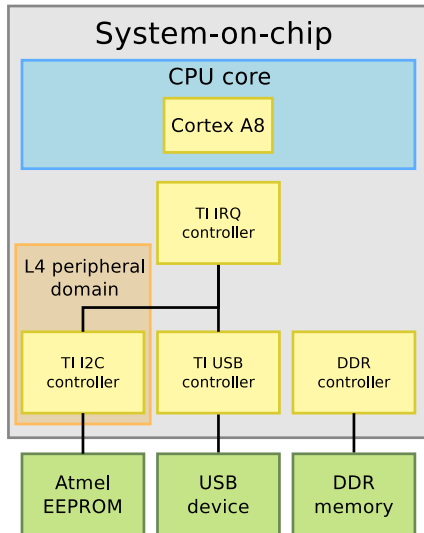 System-on-chip
CPU core
Cortex A8
TI IRQ
controller
L4 peripheral
domain
TI I2C
controller
TI USB
controller
DDR
controller
Atmel
EEPROM
USB
device
DDR
memory